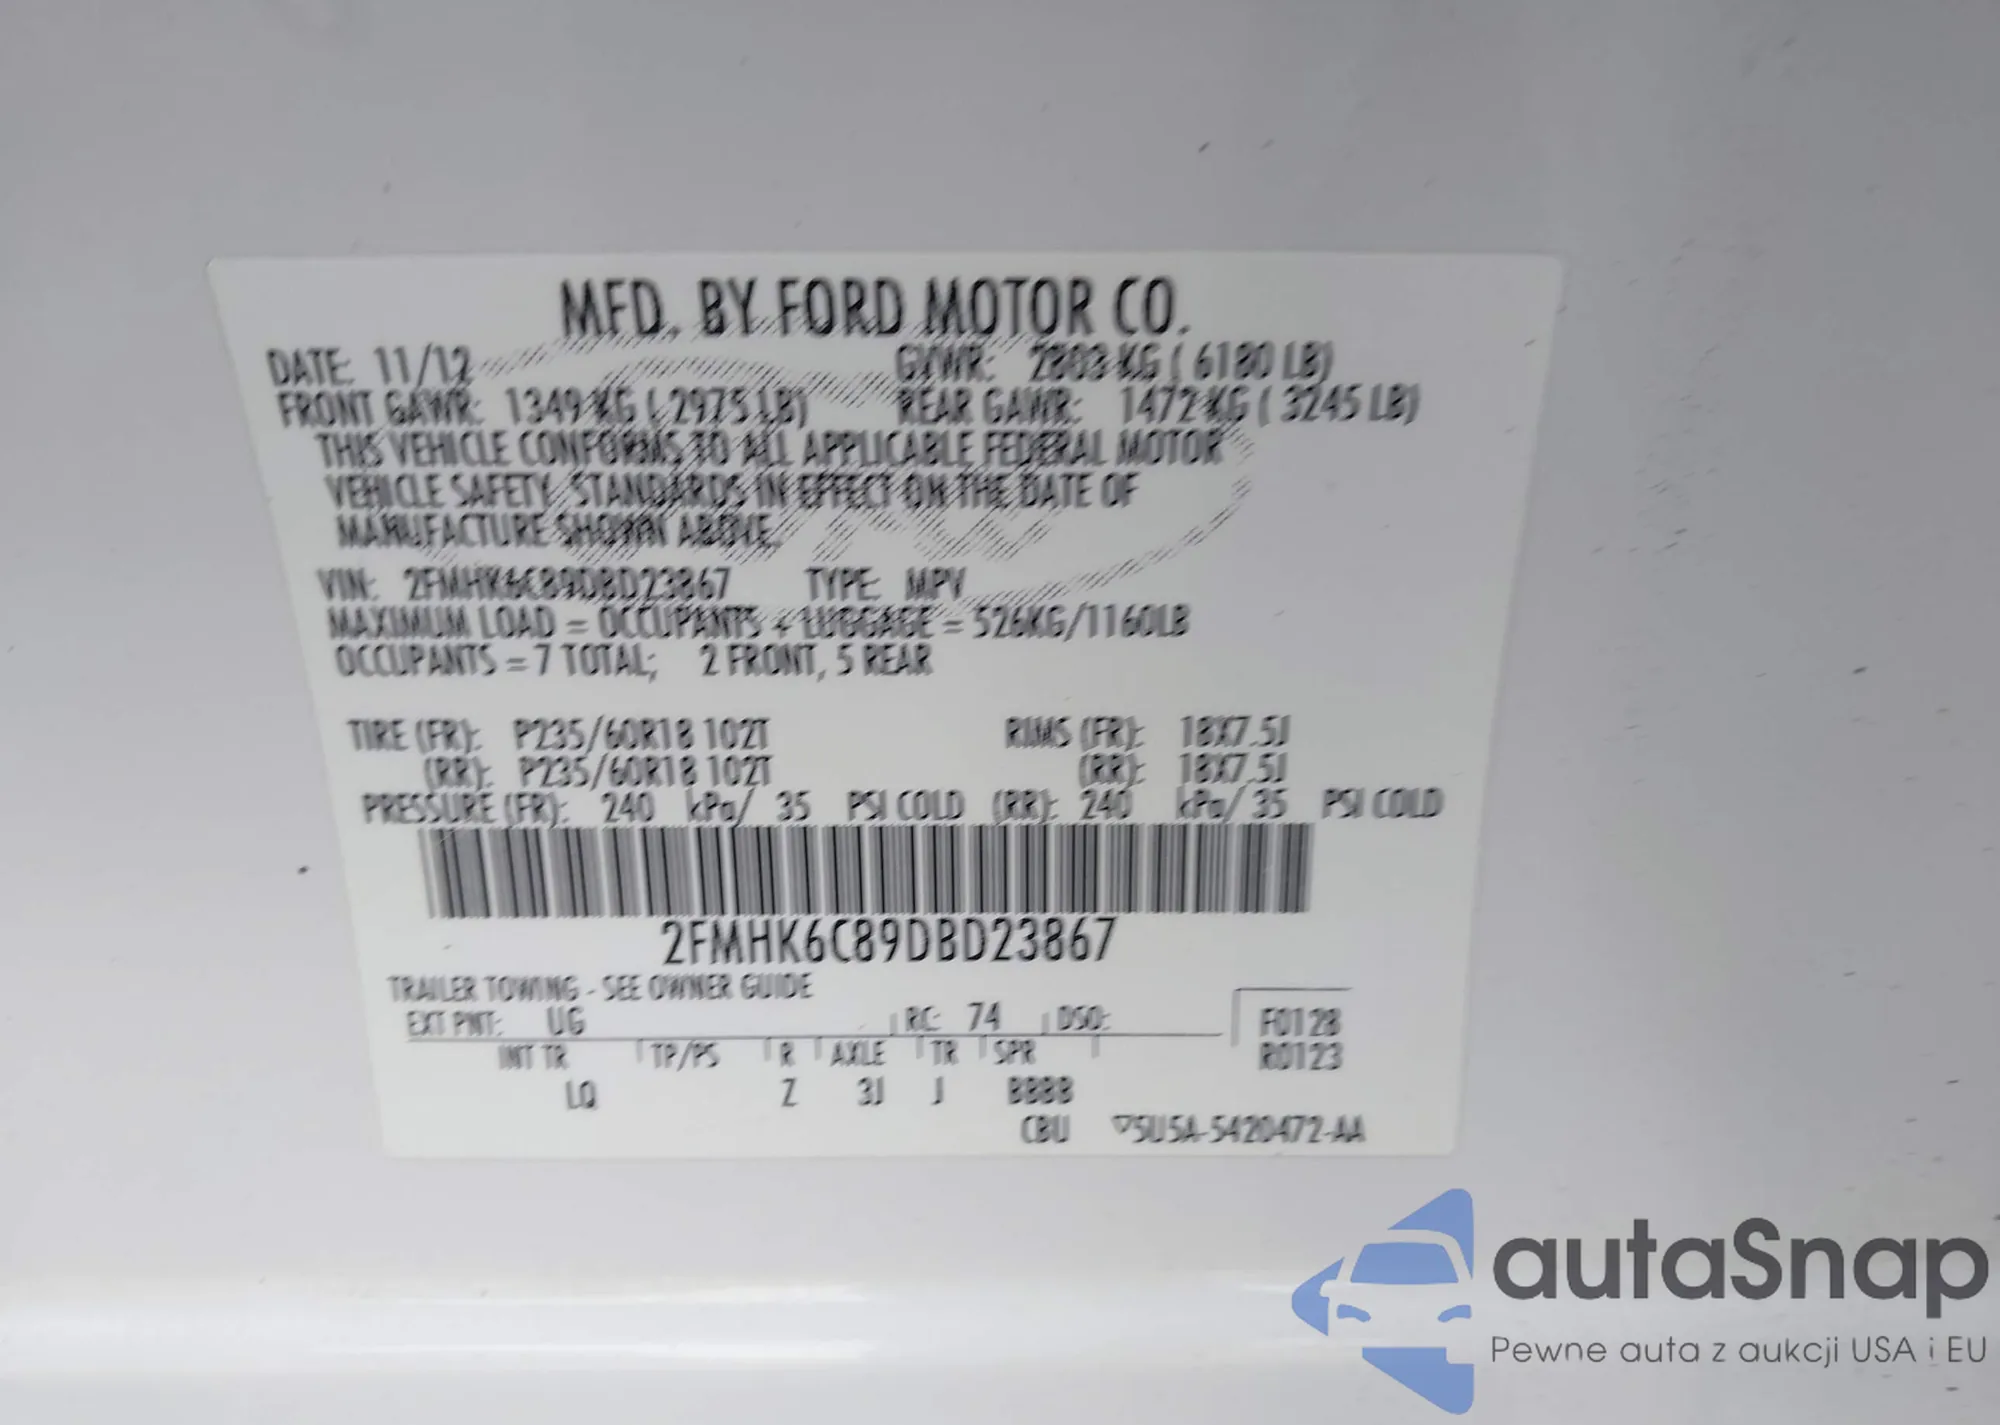 MFD. BY FORD MOTOR CO.
DATE: 11/12 GVWR: 2803 KG ( 6180 LB)
FRONT GAWR: 1349 KG ( 2975 LB) REAR GAWR: 1472 KG ( 3245 LB)
THIS VEHICLE CONFORMS TO ALL APPLICABLE FEDERAL MOTOR
VEHICLE SAFETY STANDARDS IN EFFECT ON THE DATE OF
MANUFACTURE SHOWN ABOVE.
VIN: 2FMHK6C89DBD23867 TYPE: MPV
MAXIMUM LOAD = OCCUPANTS + LUGGAGE = 526KG/1160LB
OCCUPANTS = 7 TOTAL; 2 FRONT, 5 REAR
TIRE (FR): P235/60R18 102T RIMS (FR): 18X7.5J
(RR): P235/60R18 102T (RR): 18X7.5J
PRESSURE (FR): 240 kPa/ 35 PSI COLD (RR): 240 kPa/ 35 PSI COLD
2FMHK6C89DBD23867
TRAILER TOWING - SEE OWNER GUIDE
EXT PNT: UG RC: 74 DSO: F0128
INT TR TP/PS R AXLE TR SPR R0123
LQ Z 3J J BBBB
CBU ▽5U5A-5420472-AA
autaSnap
Pewne auta z aukcji USA i EU